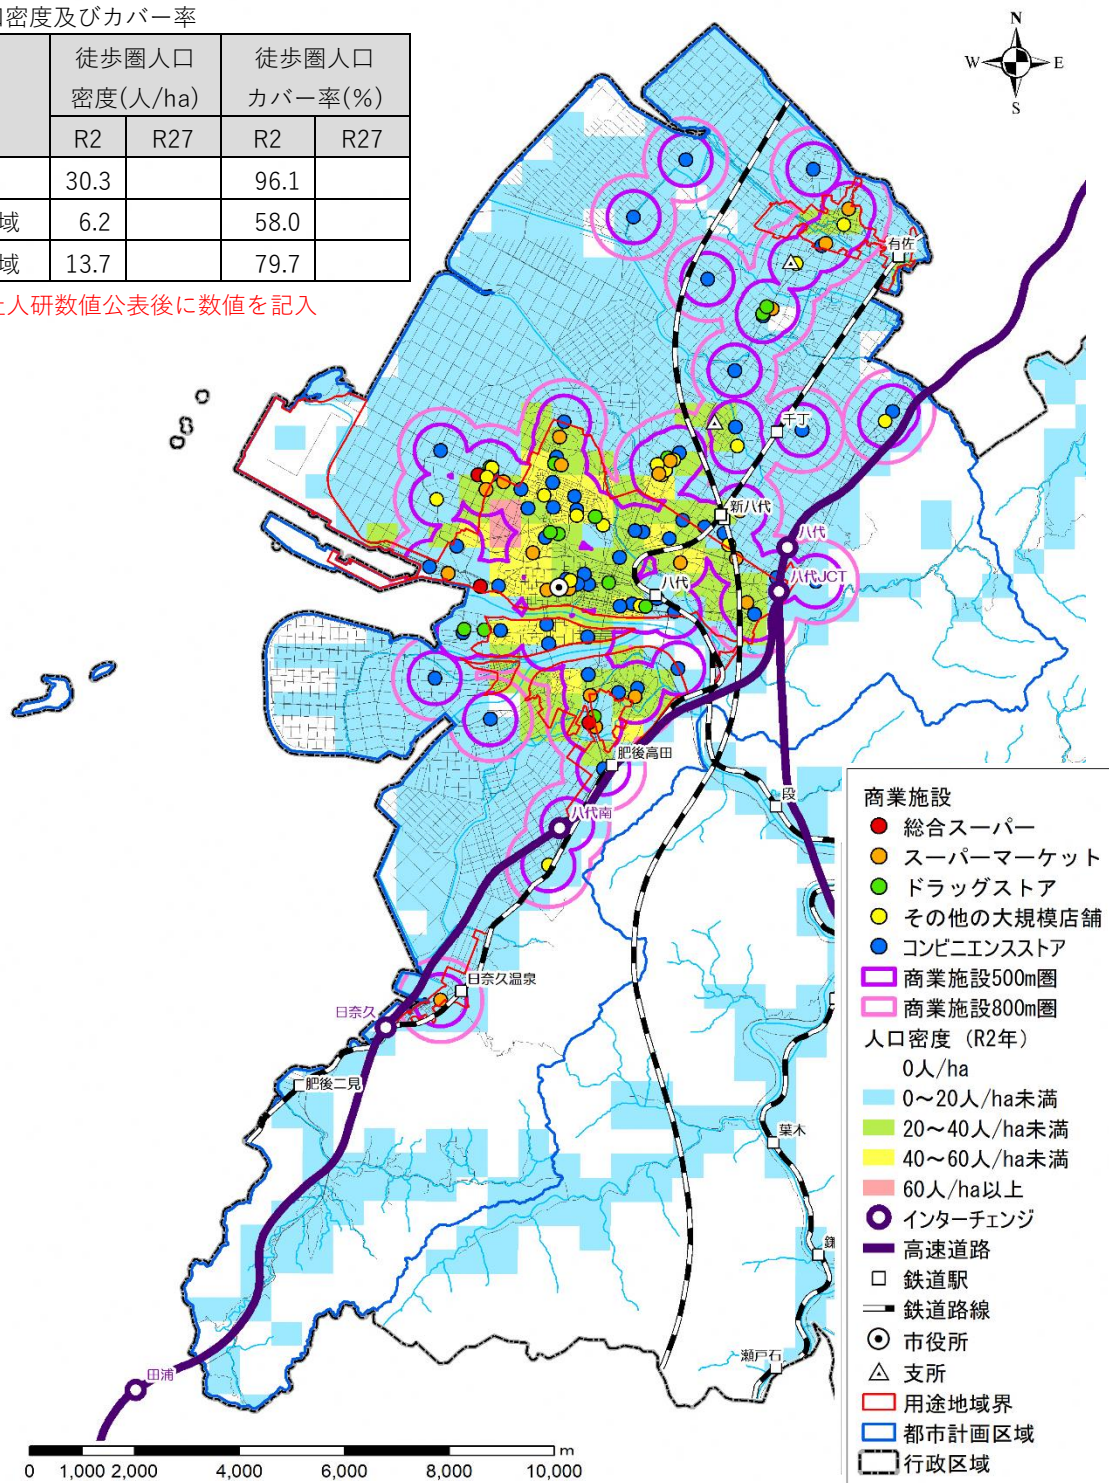 密度及びカバー率
徒歩圏人口
密度(人/ha)
徒歩圏人口
カバー率(%)
R2 R27 R2 R27
30.3 96.1
域 6.2 58.0
域 13.7 79.7
人研数値公表後に数値を記入
N
W E
S
有佐
千丁
新八代
八代
八代JCT
八代
肥後高田
八代南
段
日奈久温泉
日奈久
肥後二見
葉木
鎌
瀬戸石
田浦
商業施設
総合スーパー
スーパーマーケット
ドラッグストア
その他の大規模店舗
コンビニエンスストア
商業施設500m圏
商業施設800m圏
人口密度（R2年）
0人/ha
0～20人/ha未満
20～40人/ha未満
40～60人/ha未満
60人/ha以上
インターチェンジ
高速道路
鉄道駅
鉄道路線
市役所
支所
用途地域界
都市計画区域
行政区域
m
0 1,000 2,000 4,000 6,000 8,000 10,000